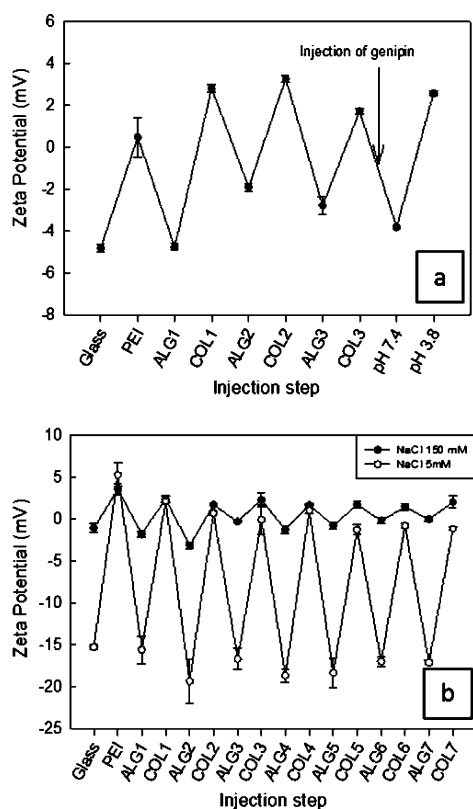 6
4
2
0
-2
-4
-6
-8
Zeta Potential (mV)
Injection of genipin
a
Glass
PEI
ALG1
COL1
ALG2
COL2
ALG3
COL3
pH 7.4
pH 3.8
Injection step
10
5
0
-5
-10
-15
-20
-25
Zeta Potential (mV)
NaCl 150 mM
NaCl 5mM
b
Glass
PEI
ALG1
COL1
ALG2
COL2
ALG3
COL3
ALG4
COL4
ALG5
COL5
ALG6
COL6
ALG7
COL7
Injection step